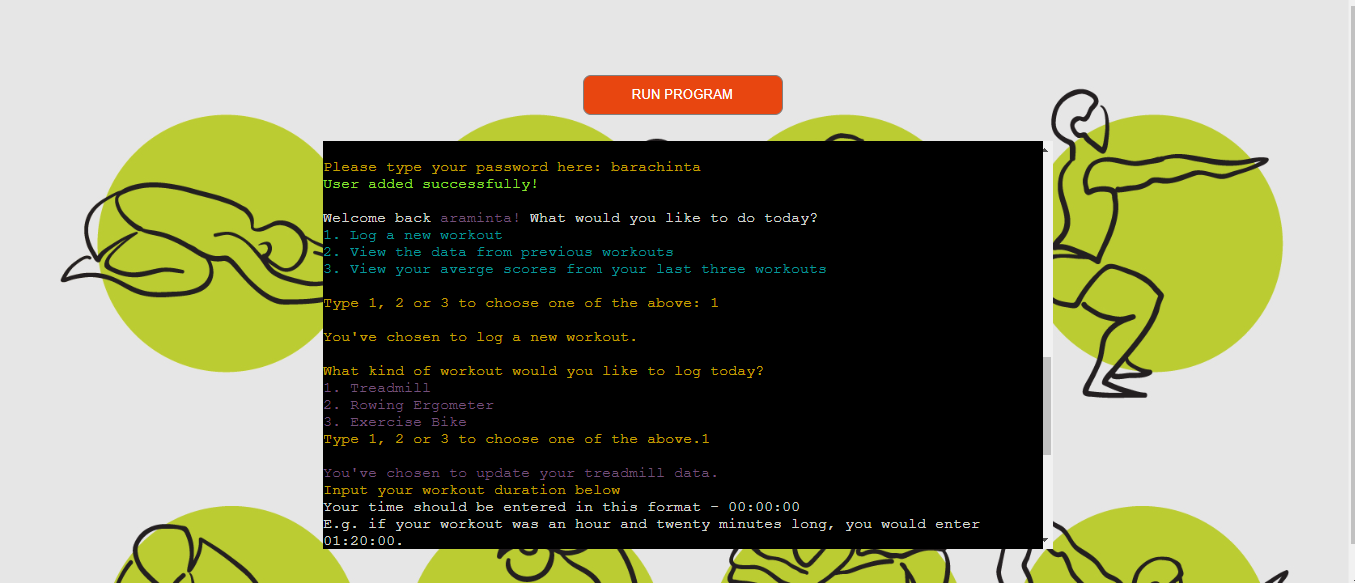 RUN PROGRAM
Please type your password here: barachinta
User added successfully!
Welcome back araminta! What would you like to do today?
1. Log a new workout
2. View the data from previous workouts
3. View your averge scores from your last three workouts
Type 1, 2 or 3 to choose one of the above: 1
You've chosen to log a new workout.
What kind of workout would you like to log today?
1. Treadmill
2. Rowing Ergometer
3. Exercise Bike
Type 1, 2 or 3 to choose one of the above.1
You've chosen to update your treadmill data.
Input your workout duration below
Your time should be entered in this format - 00:00:00
E.g. if your workout was an hour and twenty minutes long, you would enter
01:20:00.